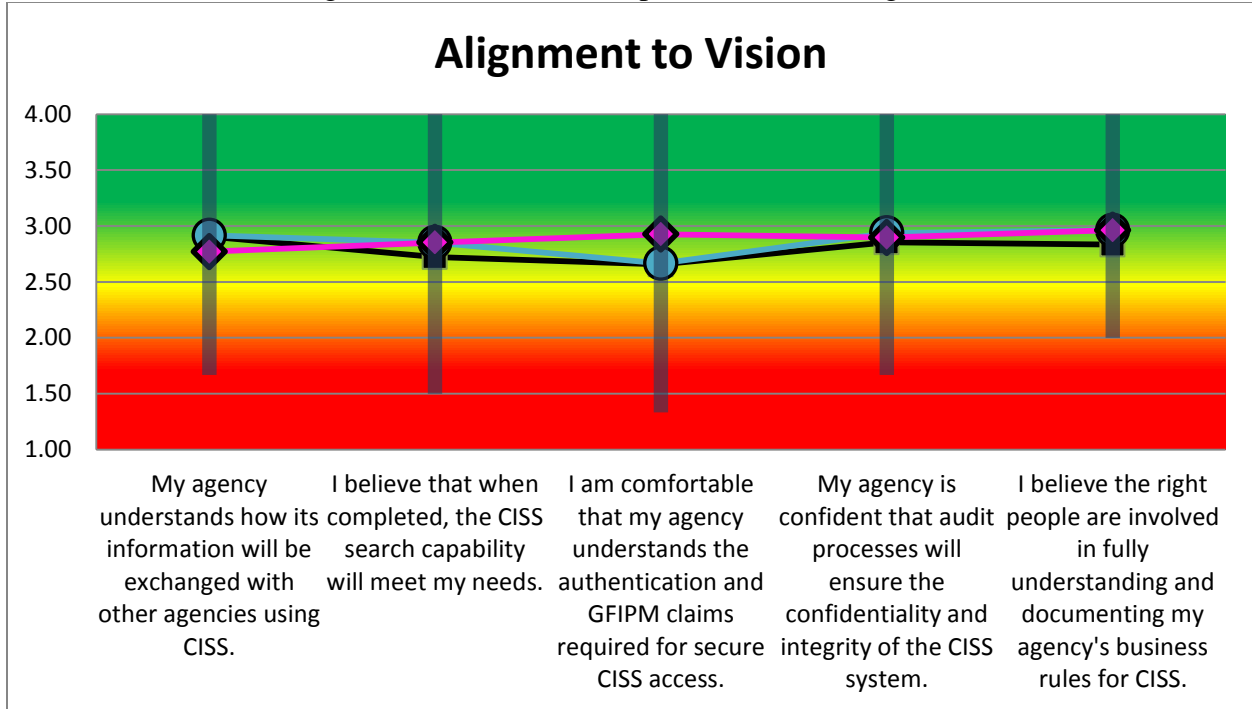 Alignment to Vision
4.00
3.50
3.00
2.50
2.00
1.50
1.00
My agency
understands how its
information will be
exchanged with
other agencies using
CISS.
I believe that when
completed, the CISS
search capability
will meet my needs.
I am comfortable
that my agency
understands the
authentication and
GFIPM claims
required for secure
CISS access.
My agency is
confident that audit
processes will
ensure the
confidentiality and
integrity of the CISS
system.
I believe the right
people are involved
in fully
understanding and
documenting my
agency's business
rules for CISS.